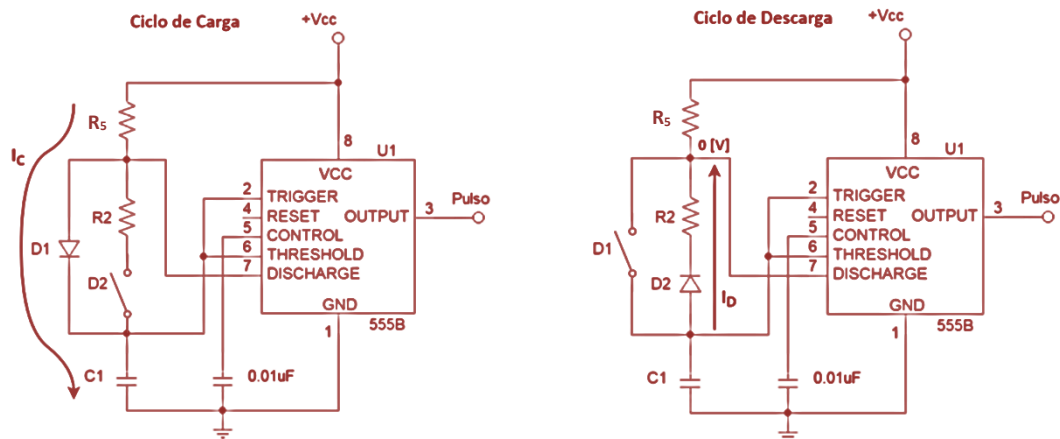 Ciclo de Carga
+Vcc
R5
IC
8
U1
VCC
2
TRIGGER
4
RESET
5
CONTROL
6
THRESHOLD
7
DISCHARGE
OUTPUT
3
Pulso
R2
D1
D2
GND
1
555B
C1
0.01uF
Ciclo de Descarga
+Vcc
R5
0 [V]
8
U1
VCC
2
TRIGGER
4
RESET
5
CONTROL
6
THRESHOLD
7
DISCHARGE
OUTPUT
3
Pulso
R2
D1
D2
ID
GND
1
555B
C1
0.01uF